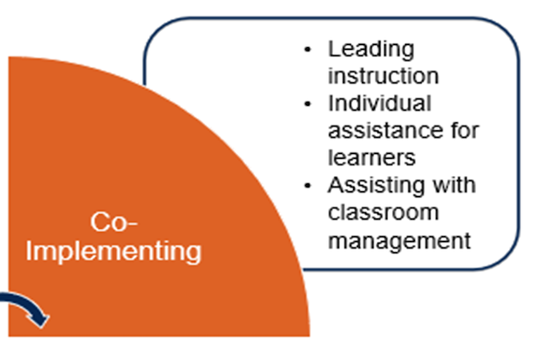 • Leading
instruction
• Individual
assistance for
learners
• Assisting with
classroom
management
Co-
Implementing